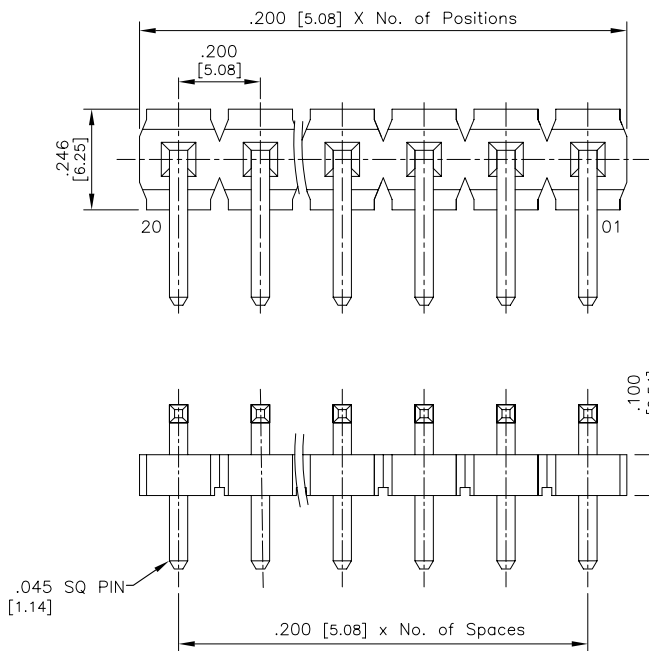 .200 [5.08] X No. of Positions
.200
[5.08]
.246
[6.25]
20
01
.100
.045 SQ PIN
[1.14]
.200 [5.08] x No. of Spaces